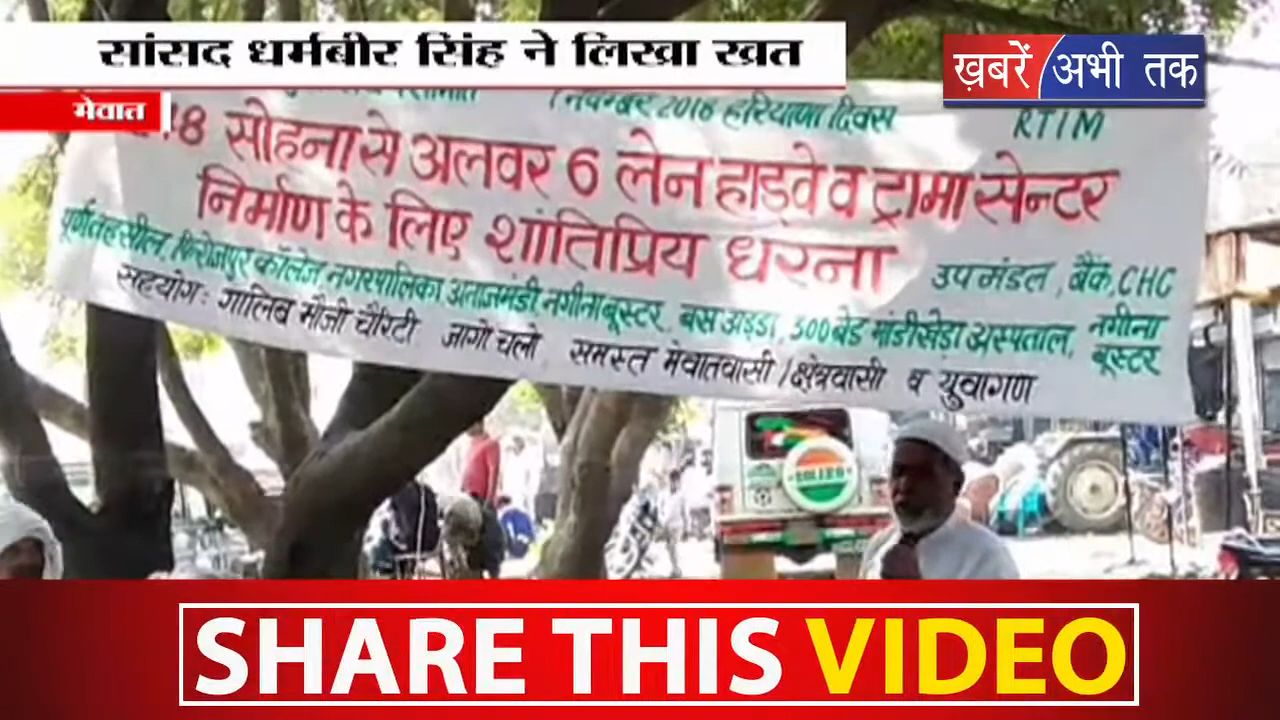 सांसद धर्मबीर सिंह ने लिखा खत
ख़बरें अभी तक
मेवात
1 नवम्बर 2018 हरियाणा दिवस RTIM
सोहना से अलवर 6 लेन हाइवे व ट्रामा सेन्टर
निर्माण के लिए शांतिप्रिय धरना
उपमंडल, बैंक, CHC
पूर्ण तहसील, फिरोजपुर कॉलेज, नगरपालिका अनाजमंडी, नगीना बूस्टर, बस अड्डा, 300 बेड मांडीखेड़ा अस्पताल, नगीना बूस्टर
सहयोग: गालिब मौजी चैरिटी जागो चलो, समस्त मेवातवासी/क्षेत्रवासी व युवागण
SHARE THIS VIDEO